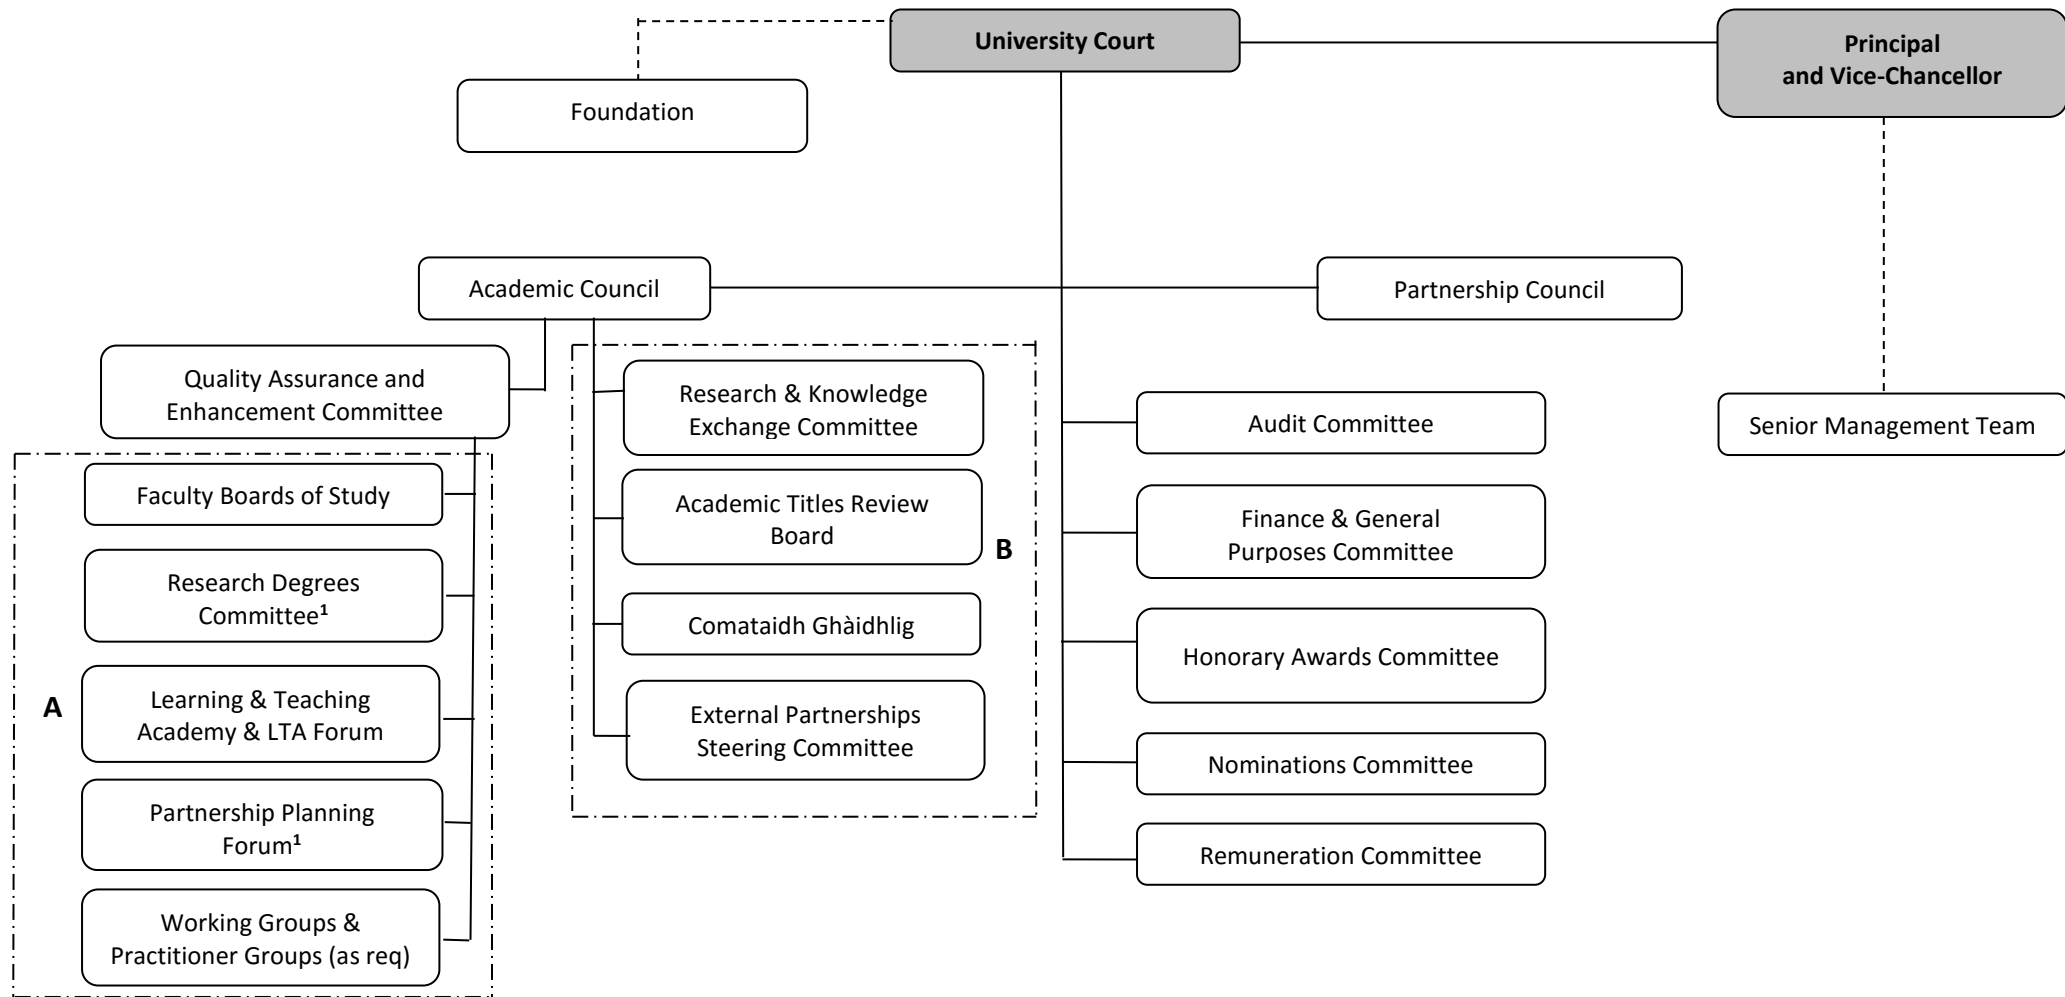 University Court
Principal
and Vice-Chancellor
Foundation
Academic Council
Partnership Council
Quality Assurance and
Enhancement Committee
Faculty Boards of Study
Research Degrees
Committee¹
A
Learning & Teaching
Academy & LTA Forum
Partnership Planning
Forum¹
Working Groups &
Practitioner Groups (as req)
Research & Knowledge
Exchange Committee
Academic Titles Review
Board
B
Comataidh Ghàidhlig
External Partnerships
Steering Committee
Audit Committee
Finance & General
Purposes Committee
Honorary Awards Committee
Nominations Committee
Remuneration Committee
Senior Management Team